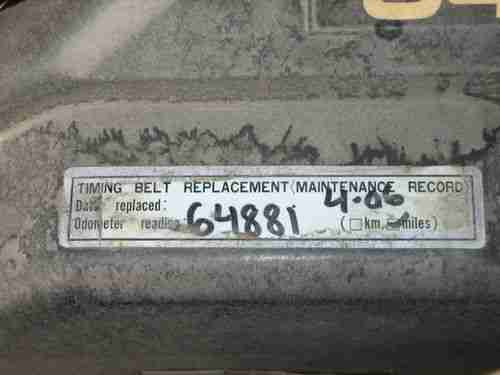 TIMING BELT REPLACEMENT (MAINTENANCE RECORD)
Date replaced: 4-06
Odometer reading 64881 (□km, miles)